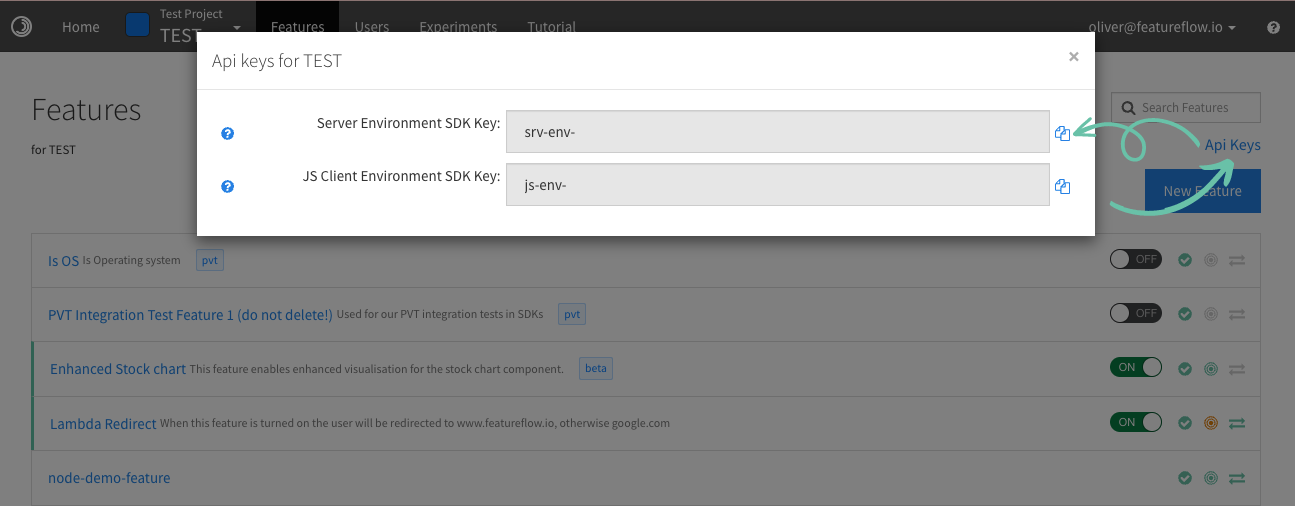 Home
Test Project
TEST
Features
Users
Experiments
Tutorial
oliver@featureflow.io
Api keys for TEST
×
Features
for TEST
Search Features
Api Keys
New Feature
Server Environment SDK Key:
srv-env-
JS Client Environment SDK Key:
js-env-
Is OS Is Operating system pvt OFF
PVT Integration Test Feature 1 (do not delete!) Used for our PVT integration tests in SDKs pvt OFF
Enhanced Stock chart This feature enables enhanced visualisation for the stock chart component. beta ON
Lambda Redirect When this feature is turned on the user will be redirected to www.featureflow.io, otherwise google.com ON
node-demo-feature